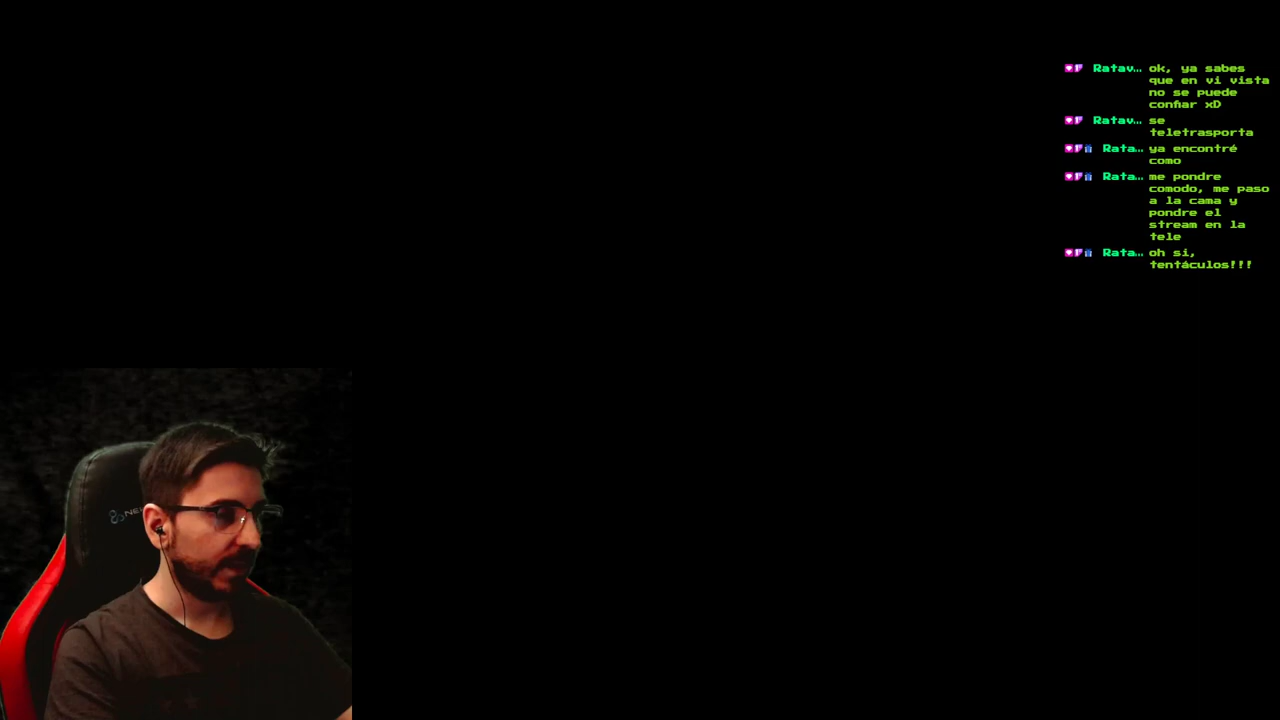 Ratav… ok, ya sabes
que en vi vista
no se puede
confiar xD
Ratav… se
teletrasporta
Rata… ya encontré
como
Rata… me pondre
comodo, me paso
a la cama y
pondre el
stream en la
tele
Rata… oh si,
tentáculos!!!